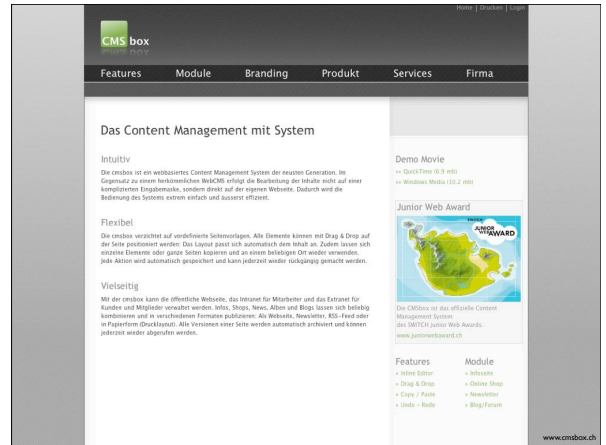 Home | Drucken | Login
CMS box
Features Module Branding Produkt Services Firma
Das Content Management mit System
Intuitiv
Die cmsbox ist ein webbasiertes Content Management System der neusten Generation. Im
Gegensatz zu einem herkömmlichen WebCMS erfolgt die Bearbeitung der Inhalte nicht auf einer
komplizierten Eingabemaske, sondern direkt auf der eigenen Webseite. Dadurch wird die
Bedienung des Systems extrem einfach und äusserst effizient.
Flexibel
Die cmsbox verzichtet auf vordefinierte Seitenvorlagen. Alle Elemente können mit Drag & Drop auf
der Seite positioniert werden: Das Layout passt sich automatisch dem Inhalt an. Zudem lassen sich
einzelne Elemente oder ganze Seiten kopieren und an einem beliebigen Ort wieder verwenden.
Jede Aktion wird automatisch gespeichert und kann jederzeit wieder rückgängig gemacht werden.
Vielseitig
Mit der cmsbox kann die öffentliche Webseite, das Intranet für Mitarbeiter und das Extranet für
Kunden und Mitglieder verwaltet werden. Infos, Shops, News, Alben und Blogs lassen sich beliebig
kombinieren und in verschiedenen Formaten publizieren: Als Webseite, Newsletter, RSS-Feed oder
in Papierform (Drucklayout). Alle Versionen einer Seite werden automatisch archiviert und können
jederzeit wieder abgerufen werden.
Demo Movie
»» QuickTime (6.9 mb)
»» Windows Media (10.2 mb)
Junior Web Award
SWITCH
JUNIOR
WEB AWARD
Die CMSbox ist das offizielle Content
Management System
des SWITCH Junior Web Awards.
www.juniorwebaward.ch
Features Module
» Inline Editor » Infoseite
» Drag & Drop » Online Shop
» Copy / Paste » Newsletter
» Undo - Redo » Blog/Forum
www.cmsbox.ch